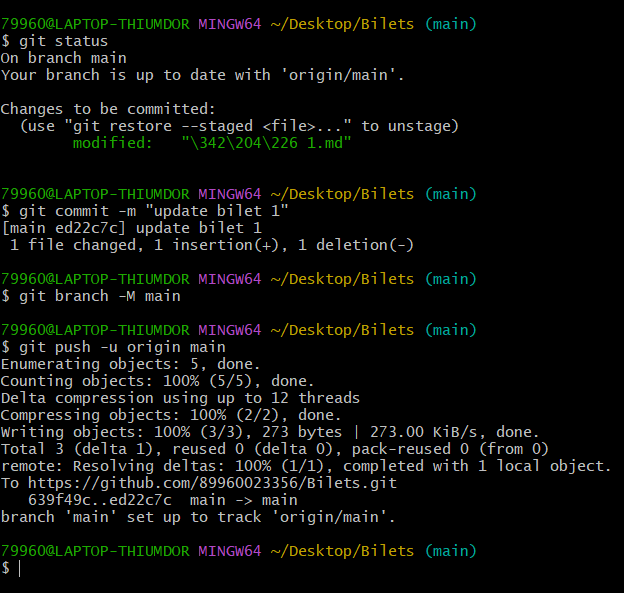 79960@LAPTOP-THIUMDOR MINGW64 ~/Desktop/Bilets (main)
$ git status
On branch main
Your branch is up to date with 'origin/main'.
Changes to be committed:
  (use "git restore --staged <file>..." to unstage)
        modified:   "\342\204\226 1.md"
79960@LAPTOP-THIUMDOR MINGW64 ~/Desktop/Bilets (main)
$ git commit -m "update bilet 1"
[main ed22c7c] update bilet 1
 1 file changed, 1 insertion(+), 1 deletion(-)
79960@LAPTOP-THIUMDOR MINGW64 ~/Desktop/Bilets (main)
$ git branch -M main
79960@LAPTOP-THIUMDOR MINGW64 ~/Desktop/Bilets (main)
$ git push -u origin main
Enumerating objects: 5, done.
Counting objects: 100% (5/5), done.
Delta compression using up to 12 threads
Compressing objects: 100% (2/2), done.
Writing objects: 100% (3/3), 273 bytes | 273.00 KiB/s, done.
Total 3 (delta 1), reused 0 (delta 0), pack-reused 0 (from 0)
remote: Resolving deltas: 100% (1/1), completed with 1 local object.
To https://github.com/89960023356/Bilets.git
   639f49c..ed22c7c  main -> main
branch 'main' set up to track 'origin/main'.
79960@LAPTOP-THIUMDOR MINGW64 ~/Desktop/Bilets (main)
$